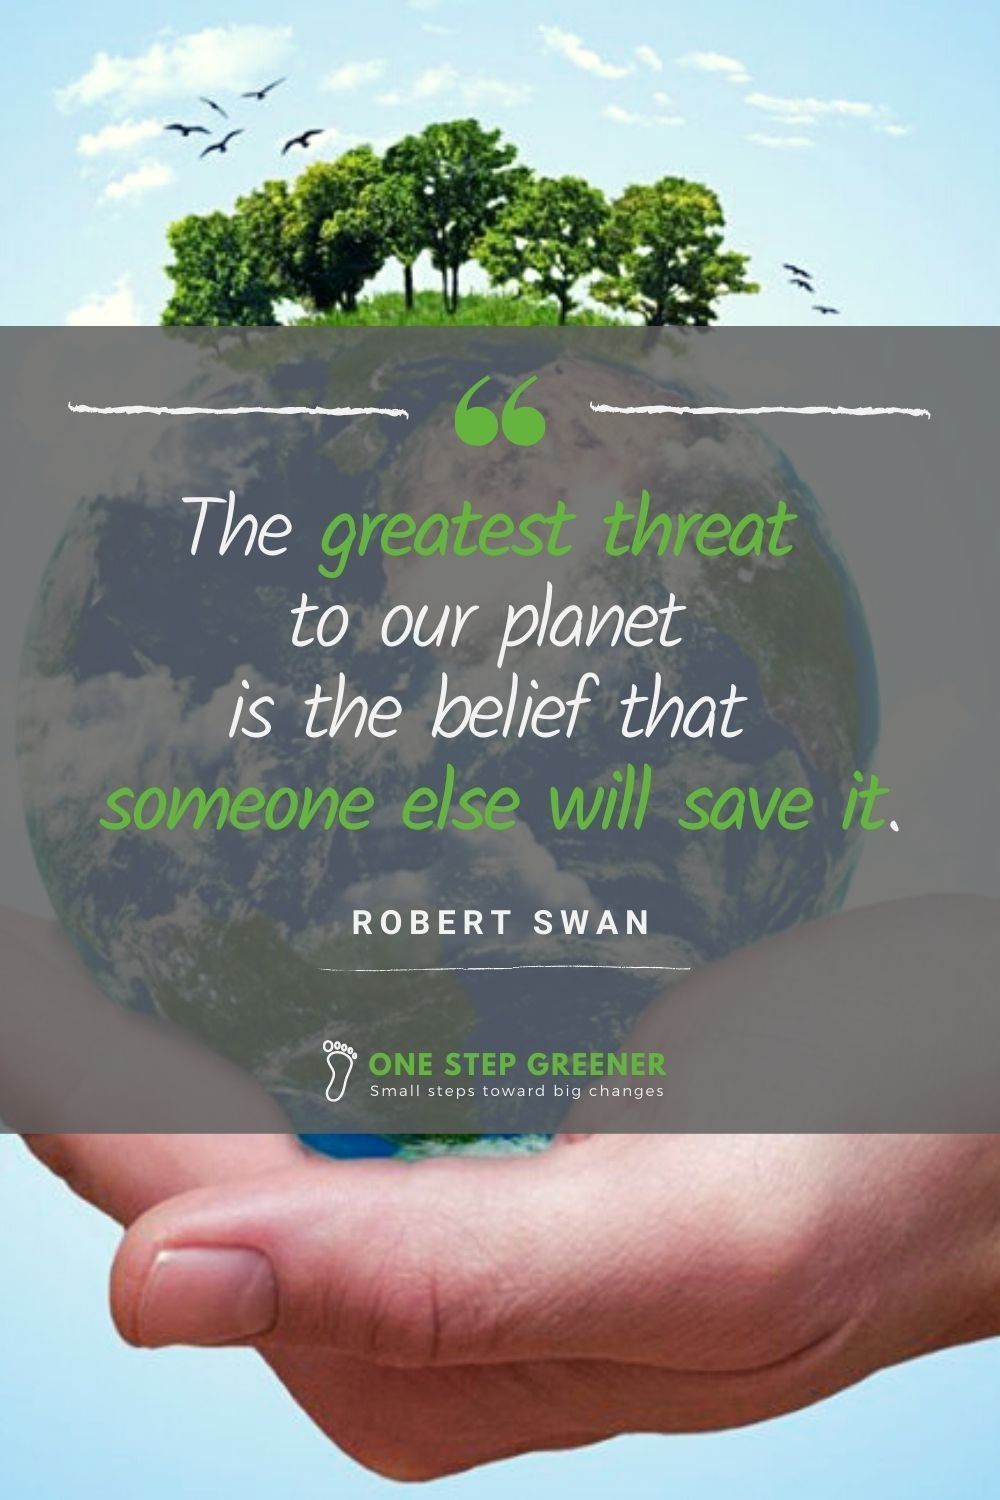 “
The greatest threat
to our planet
is the belief that
someone else will save it.
ROBERT SWAN
ONE STEP GREENER
Small steps toward big changes